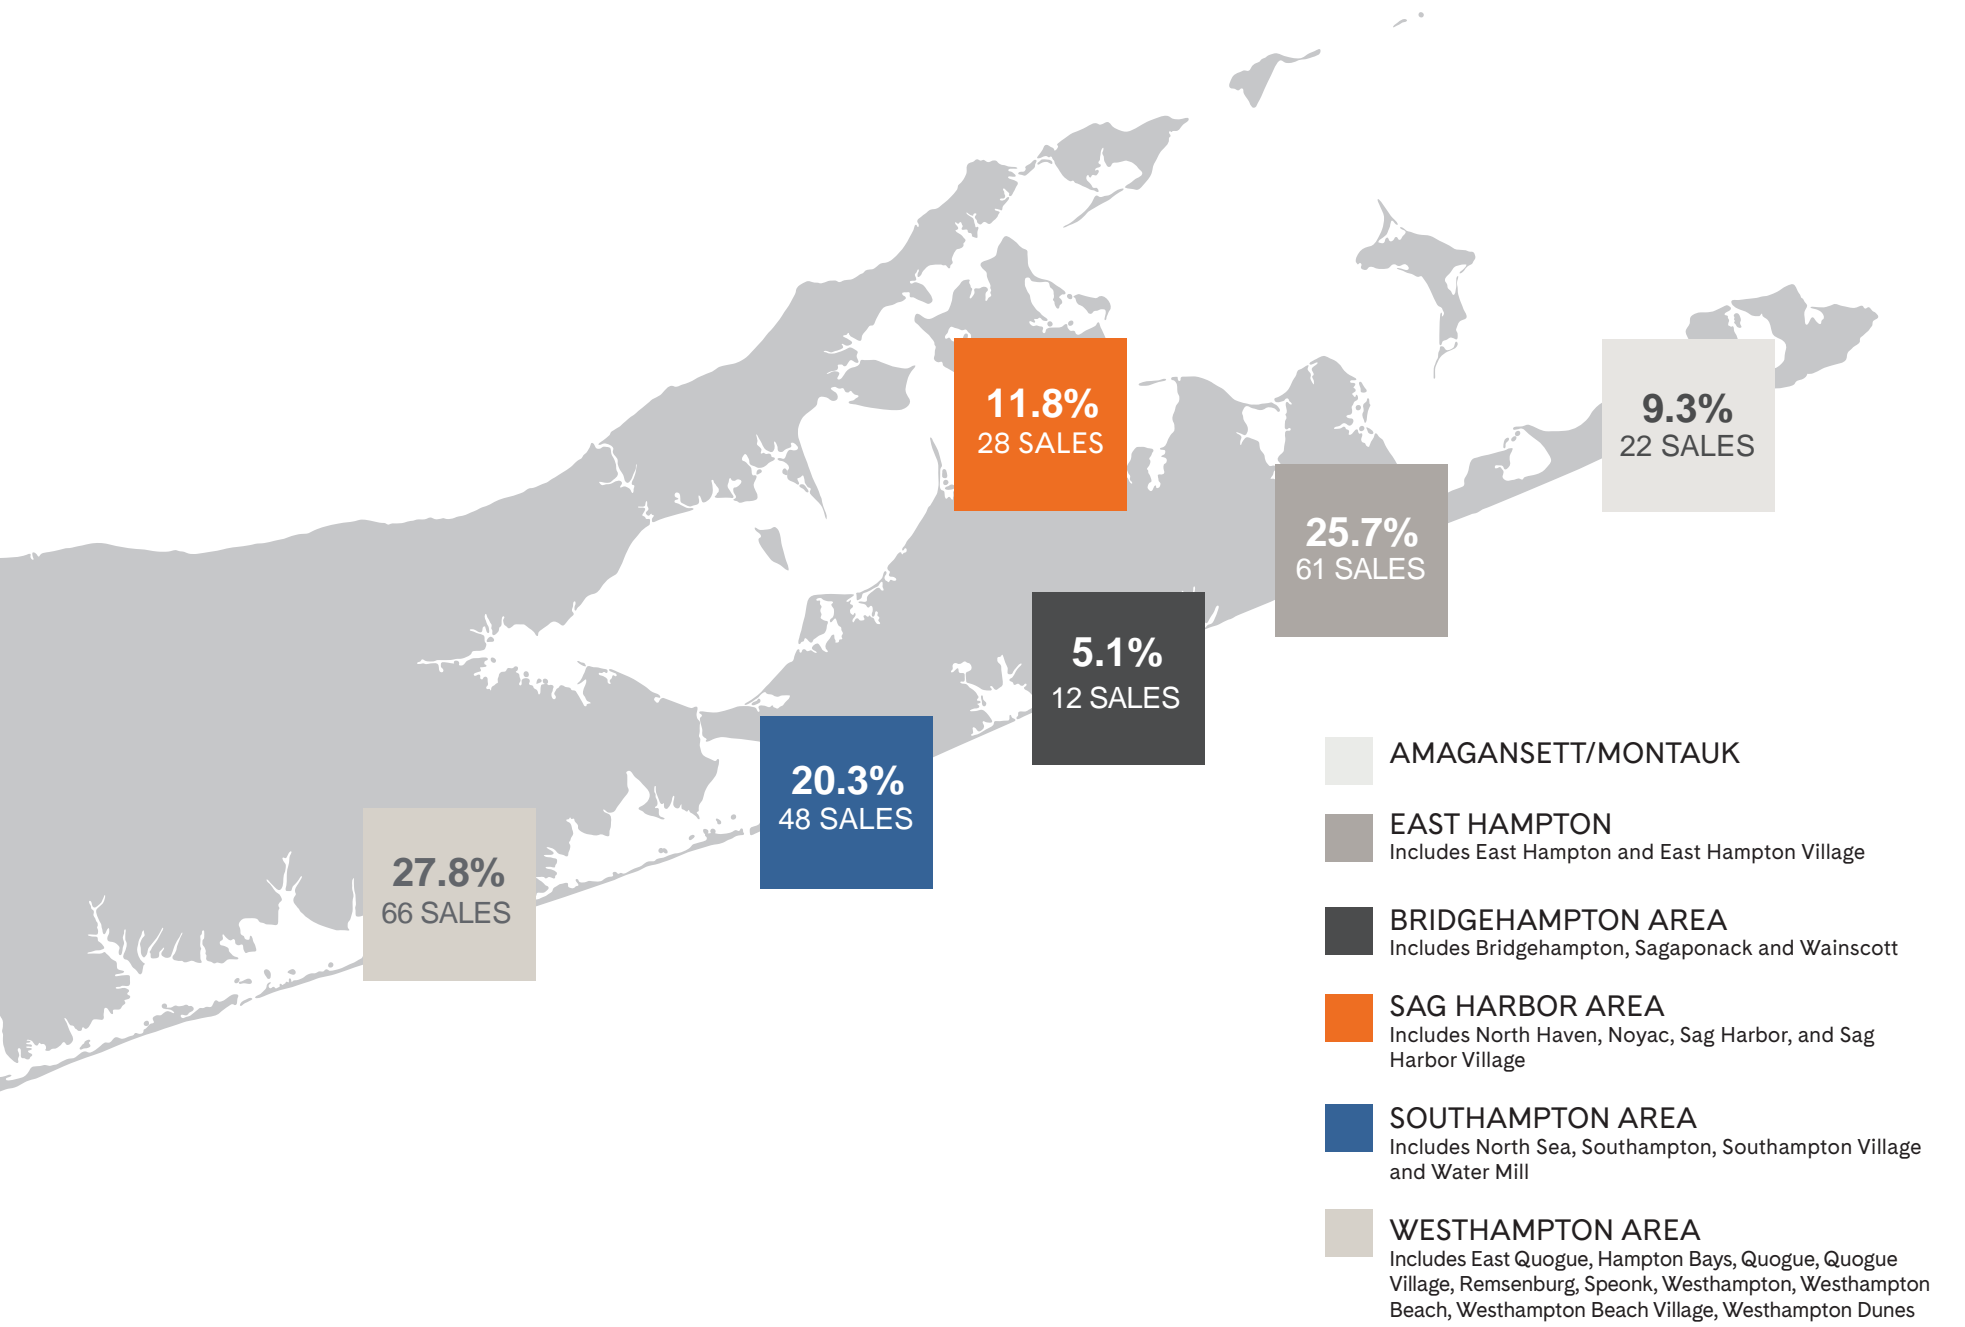 11.8%
28 SALES
9.3%
22 SALES
25.7%
61 SALES
5.1%
12 SALES
20.3%
48 SALES
27.8%
66 SALES
AMAGANSETT/MONTAUK
EAST HAMPTON
Includes East Hampton and East Hampton Village
BRIDGEHAMPTON AREA
Includes Bridgehampton, Sagaponack and Wainscott
SAG HARBOR AREA
Includes North Haven, Noyac, Sag Harbor, and Sag
Harbor Village
SOUTHAMPTON AREA
Includes North Sea, Southampton, Southampton Village
and Water Mill
WESTHAMPTON AREA
Includes East Quogue, Hampton Bays, Quogue, Quogue
Village, Remsenburg, Speonk, Westhampton, Westhampton
Beach, Westhampton Beach Village, Westhampton Dunes